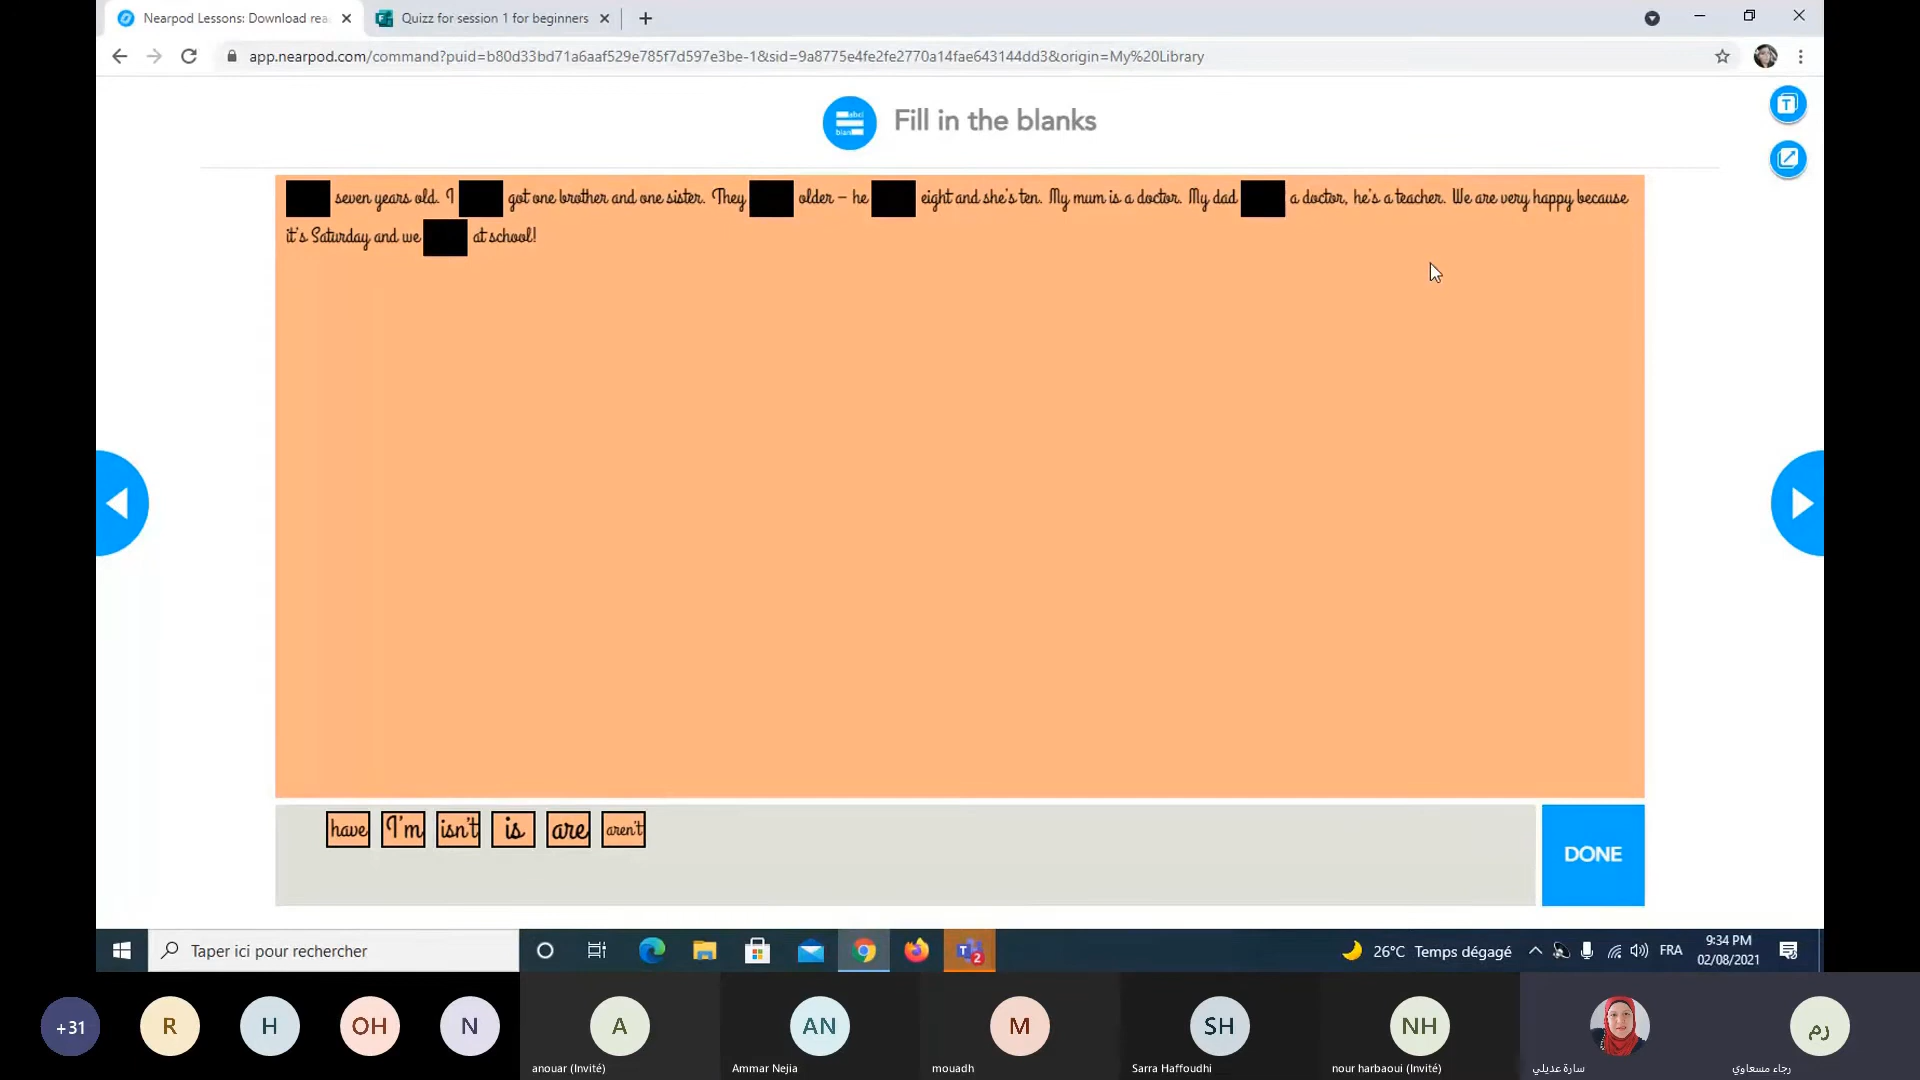 Nearpod Lessons: Download rea
Quizz for session 1 for beginners
app.nearpod.com/command?puid=b80d33bd71a6aaf529e785f7d597e3be-1&sid=9a8775e4fe2fe2770a14fae643144dd3&origin=My%20Library
label
blank
Fill in the blanks
T
seven years old. I got one brother and one sister. They older – he eight and she's ten. My mum is a doctor. My dad a doctor, he's a teacher. We are very happy because
it's Saturday and we at school!
have I'm isn't is are aren't
DONE
Taper ici pour rechercher
T 2
26°C Temps dégagé
FRA
9:34 PM
02/08/2021
+31 R H OH N A AN M SH NH رم
anouar (Invité) Ammar Nejia mouadh Sarra Haffoudhi nour harbaoui (Invité) سارة عديلي رجاء مسعاوي